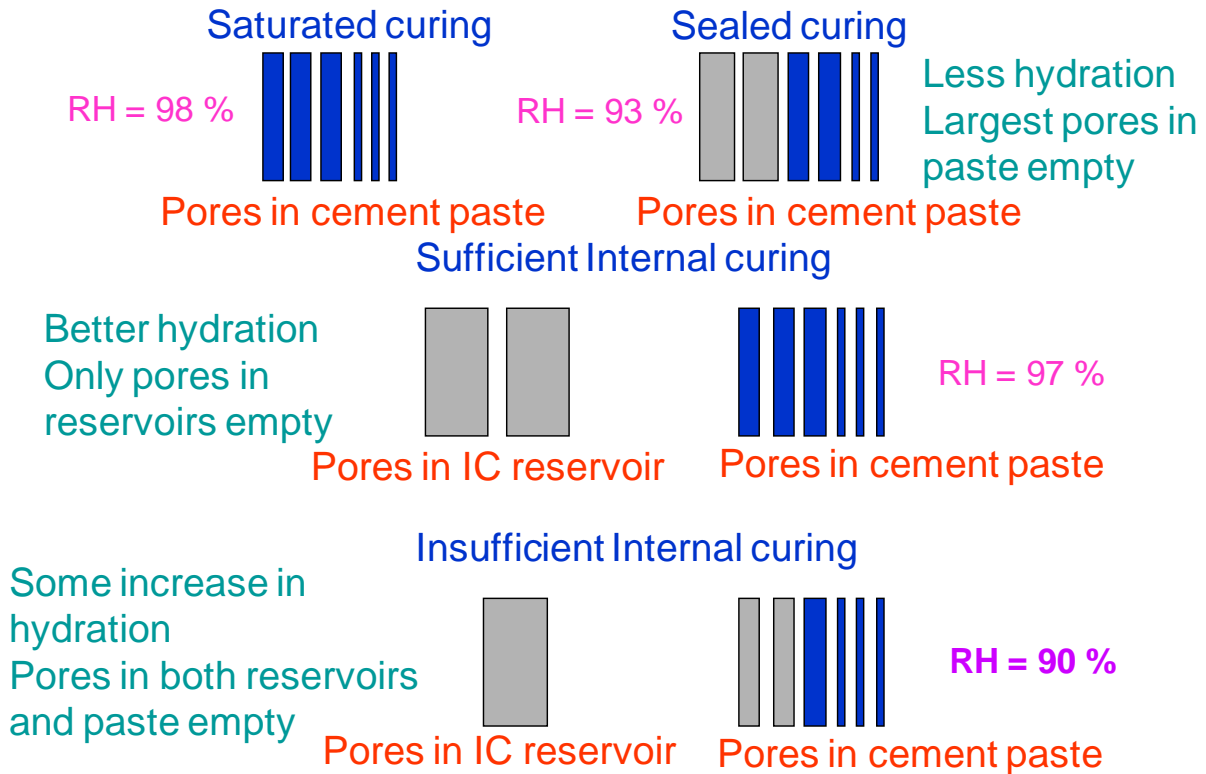 Saturated curing
RH = 98 %
Pores in cement paste
Sealed curing
RH = 93 %
Less hydration
Largest pores in
paste empty
Pores in cement paste
Sufficient Internal curing
Better hydration
Only pores in
reservoirs empty
Pores in IC reservoir
RH = 97 %
Pores in cement paste
Insufficient Internal curing
Some increase in
hydration
Pores in both reservoirs
and paste empty
Pores in IC reservoir
RH = 90 %
Pores in cement paste